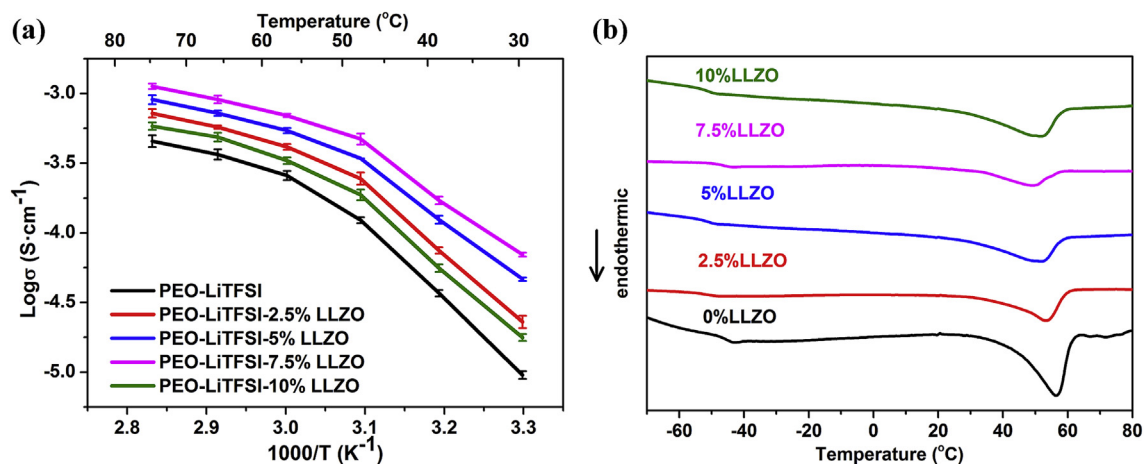 (a)
Temperature (°C)
80 70 60 50 40 30
Logσ (S·cm⁻¹)
-3.0
-3.5
-4.0
-4.5
-5.0
PEO-LiTFSI
PEO-LiTFSI-2.5% LLZO
PEO-LiTFSI-5% LLZO
PEO-LiTFSI-7.5% LLZO
PEO-LiTFSI-10% LLZO
2.8 2.9 3.0 3.1 3.2 3.3
1000/T (K⁻¹)
(b)
endothermic
10%LLZO
7.5%LLZO
5%LLZO
2.5%LLZO
0%LLZO
-60 -40 -20 0 20 40 60 80
Temperature (°C)